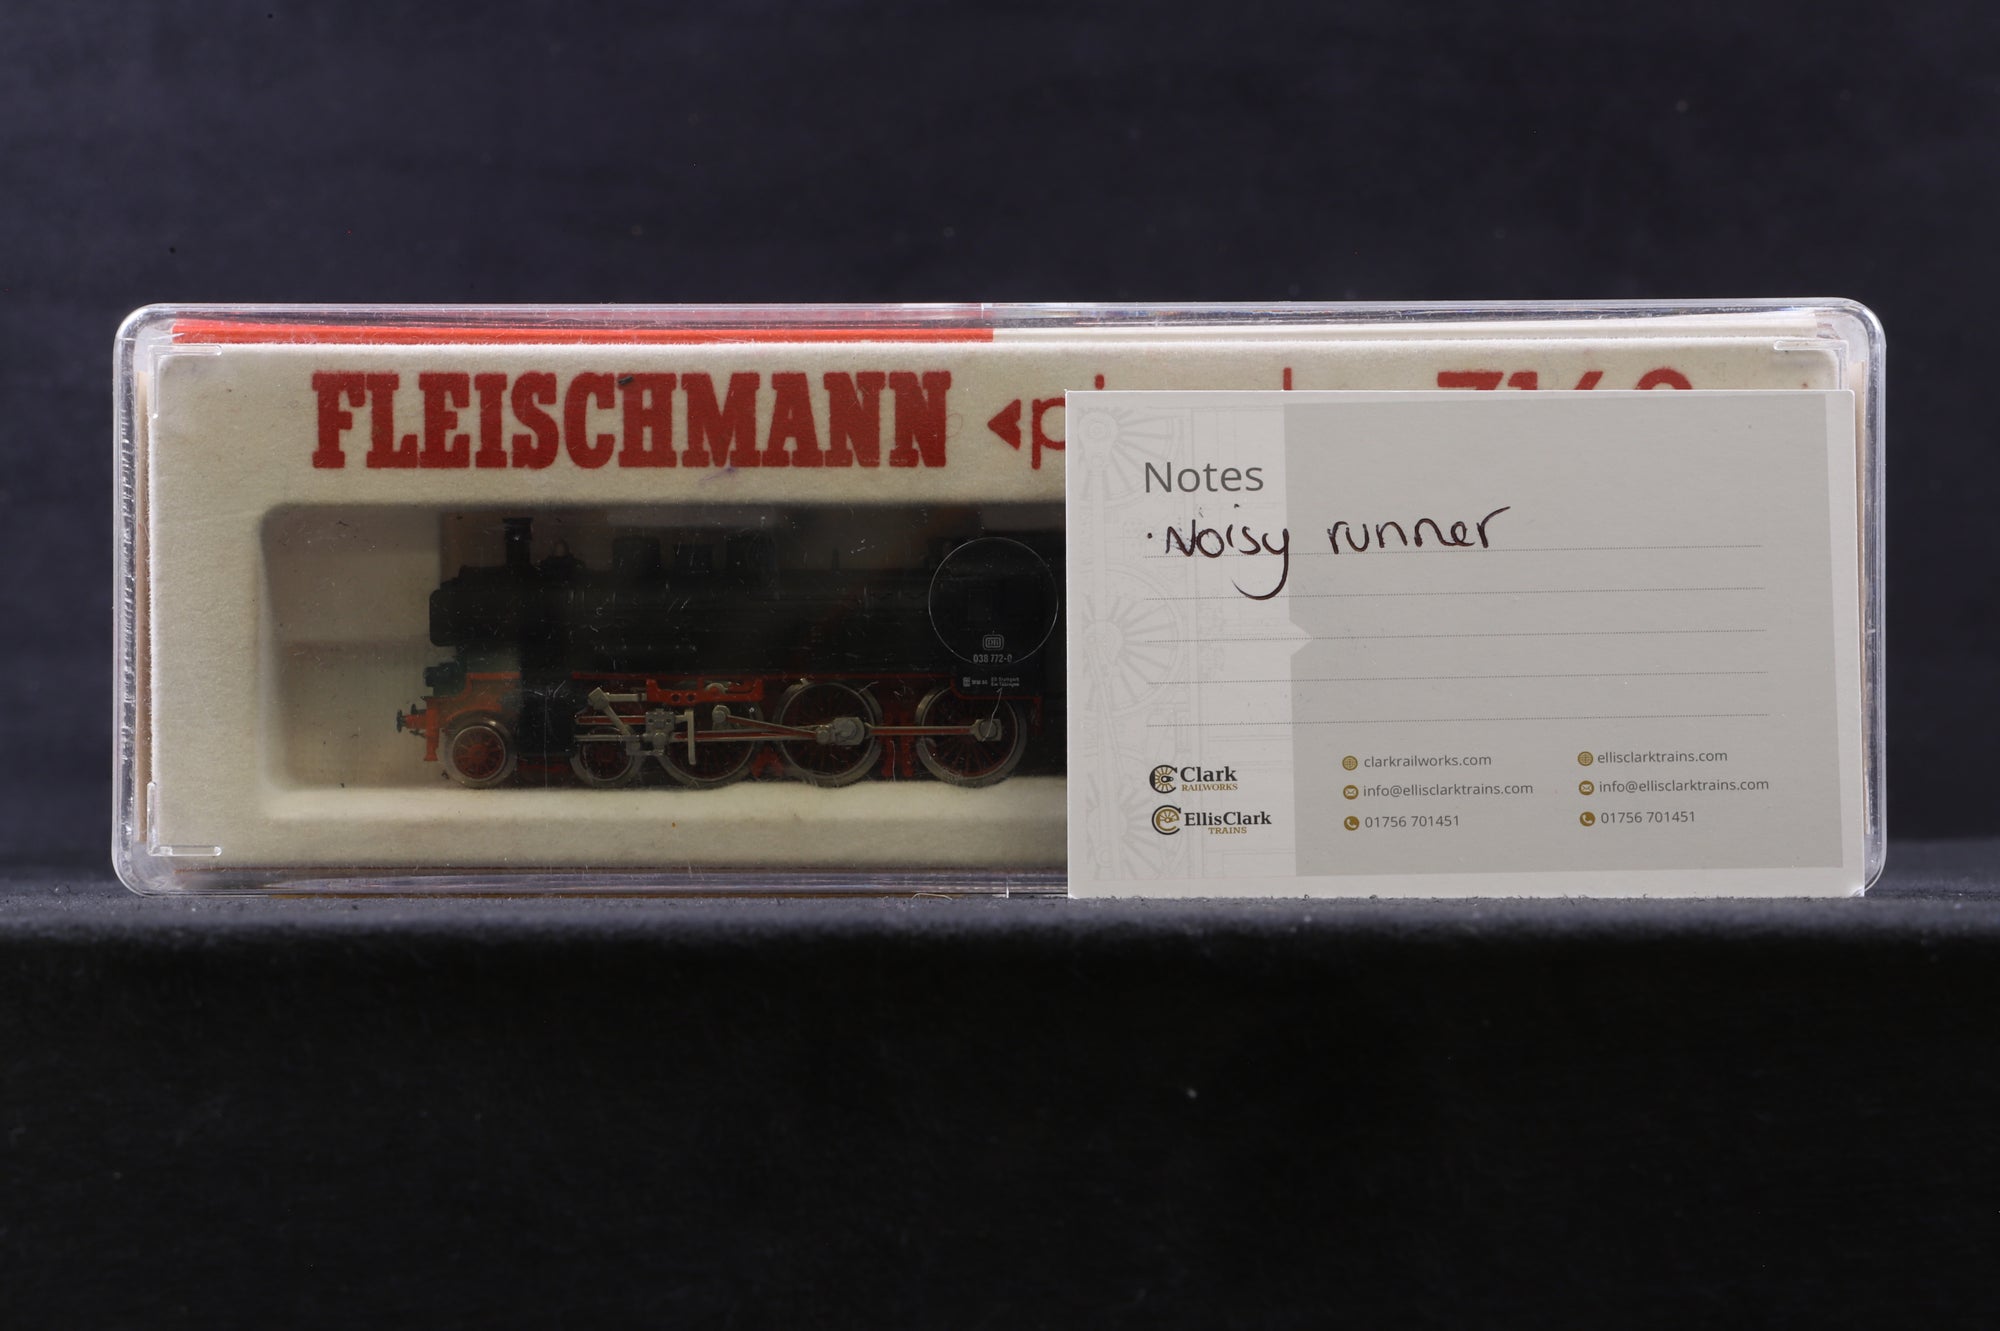 FLEISCHMANN
Notes
·Noisy runner
DB
038 772-0
Clark
RAILWORKS
EllisClark
TRAINS
clarkrailworks.com
info@ellisclarktrains.com
01756 701451
ellisclarktrains.com
info@ellisclarktrains.com
01756 701451